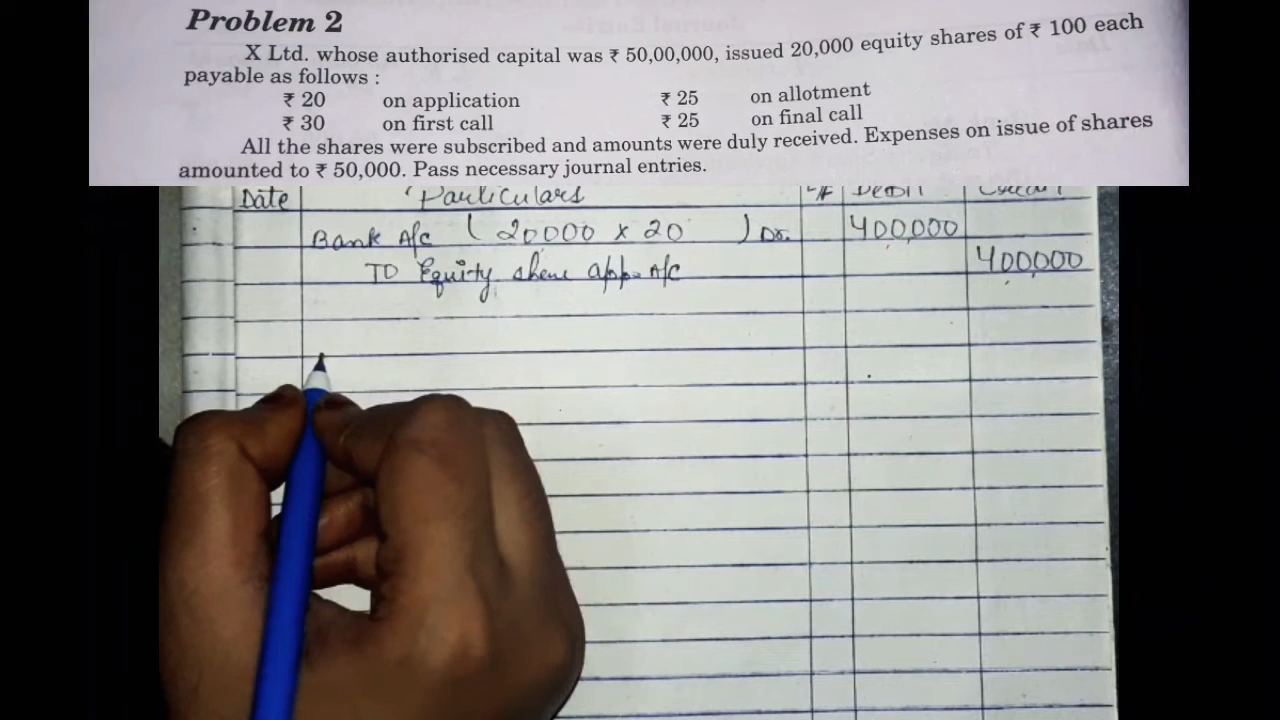 Problem 2
X Ltd. whose authorised capital was ₹ 50,00,000, issued 20,000 equity shares of ₹ 100 each
payable as follows :
₹ 20 on application ₹ 25 on allotment
₹ 30 on first call ₹ 25 on final call
All the shares were subscribed and amounts were duly received. Expenses on issue of shares
amounted to ₹ 50,000. Pass necessary journal entries.
Date Particulars Debit Credit
Bank A/c ( 20000 x 20 ) Dr. 400,000
TO Equity share app. A/c 400,000